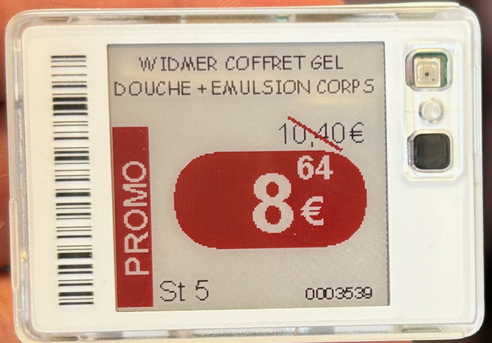 WIDMER COFFRET GEL
DOUCHE + EMULSION CORPS
10,40€
8€64
PROMO
St 5
0003539